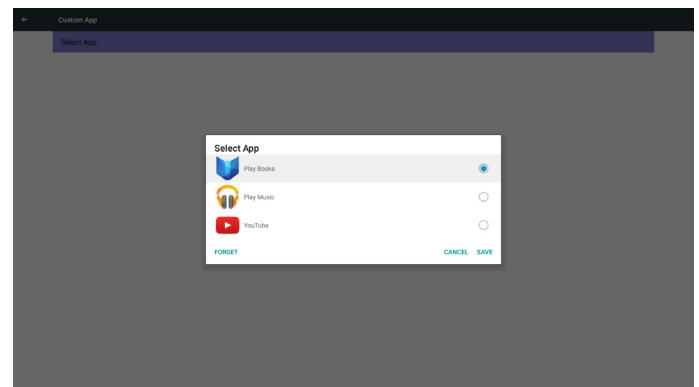 Custom App
Select App
Select App
Play Books
Play Music
YouTube
FORGET CANCEL SAVE